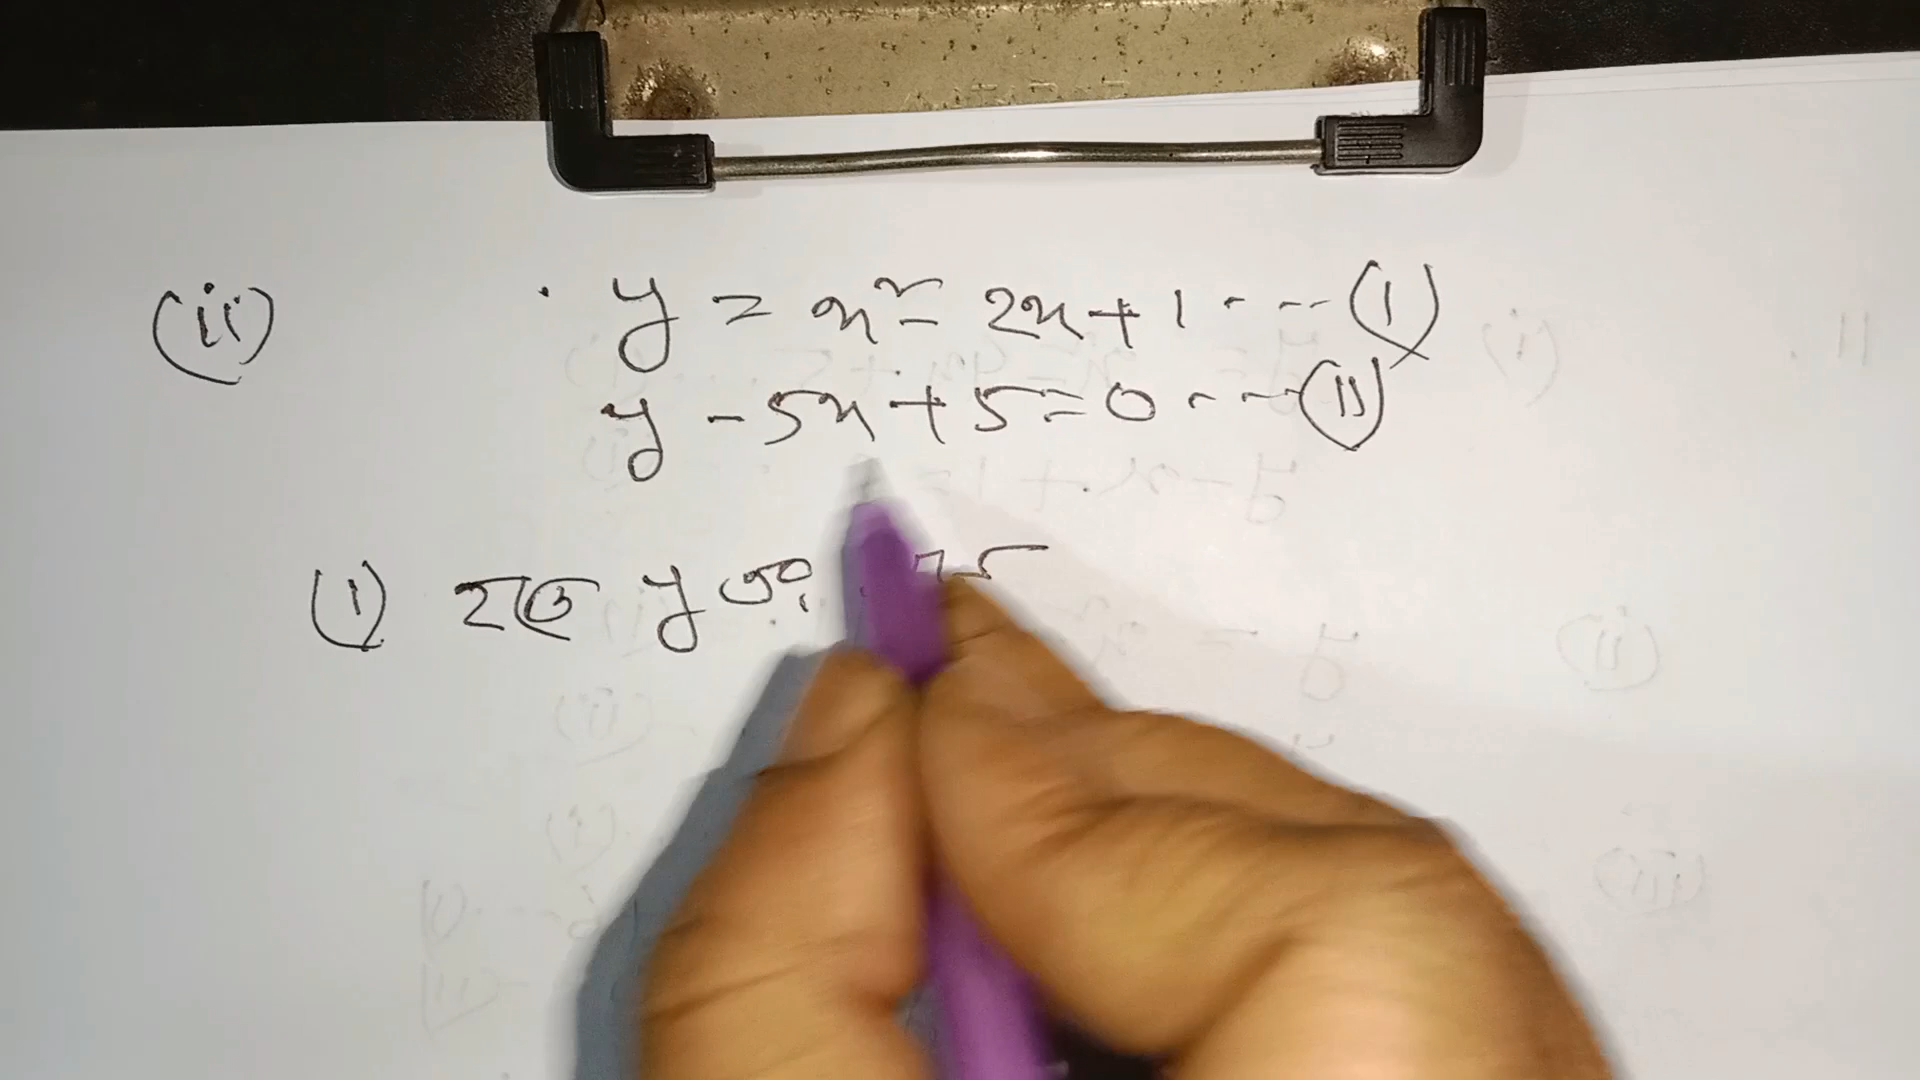 (ii) y = x² - 2x + 1 ... (I)
y - 5x + 5 = 0 ... (II)
(I) হতে y এর